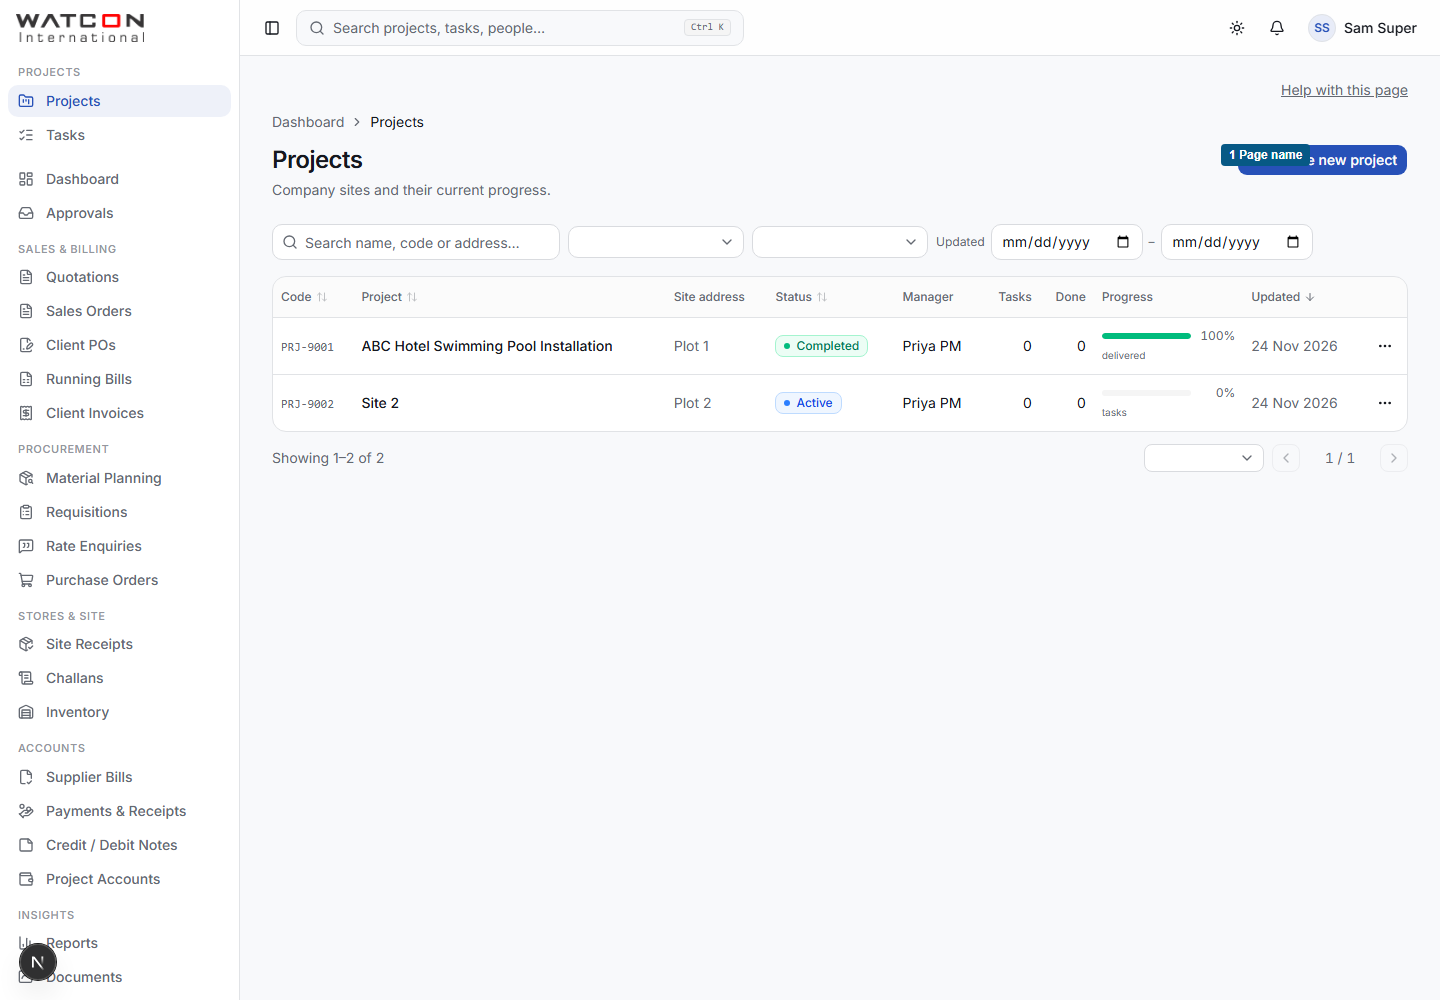 WATCON
International
Search projects, tasks, people...
Ctrl K
SS
Sam Super
PROJECTS
Projects
Tasks
Dashboard
Approvals
SALES & BILLING
Quotations
Sales Orders
Client POs
Running Bills
Client Invoices
PROCUREMENT
Material Planning
Requisitions
Rate Enquiries
Purchase Orders
STORES & SITE
Site Receipts
Challans
Inventory
ACCOUNTS
Supplier Bills
Payments & Receipts
Credit / Debit Notes
Project Accounts
INSIGHTS
Reports
N
Documents
Help with this page
Dashboard > Projects
Projects
1 Page name
new project
Company sites and their current progress.
Search name, code or address...
Updated mm/dd/yyyy – mm/dd/yyyy
Code Project Site address Status Manager Tasks Done Progress Updated
PRJ-9001 ABC Hotel Swimming Pool Installation Plot 1 Completed Priya PM 0 0 100% delivered 24 Nov 2026
PRJ-9002 Site 2 Plot 2 Active Priya PM 0 0 0% tasks 24 Nov 2026
Showing 1–2 of 2
1 / 1